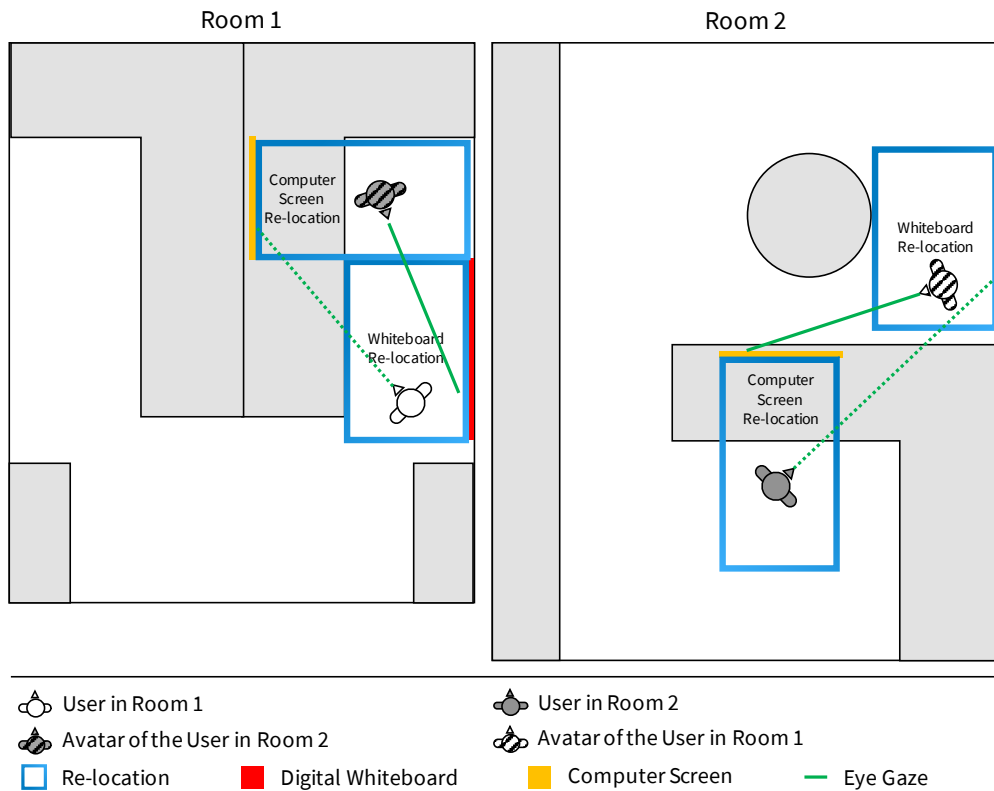 Room 1
Room 2
Computer
Screen
Re-location
Whiteboard
Re-location
Whiteboard
Re-location
Computer
Screen
Re-location
User in Room 1
User in Room 2
Avatar of the User in Room 2
Avatar of the User in Room 1
Re-location
Digital Whiteboard
Computer Screen
Eye Gaze